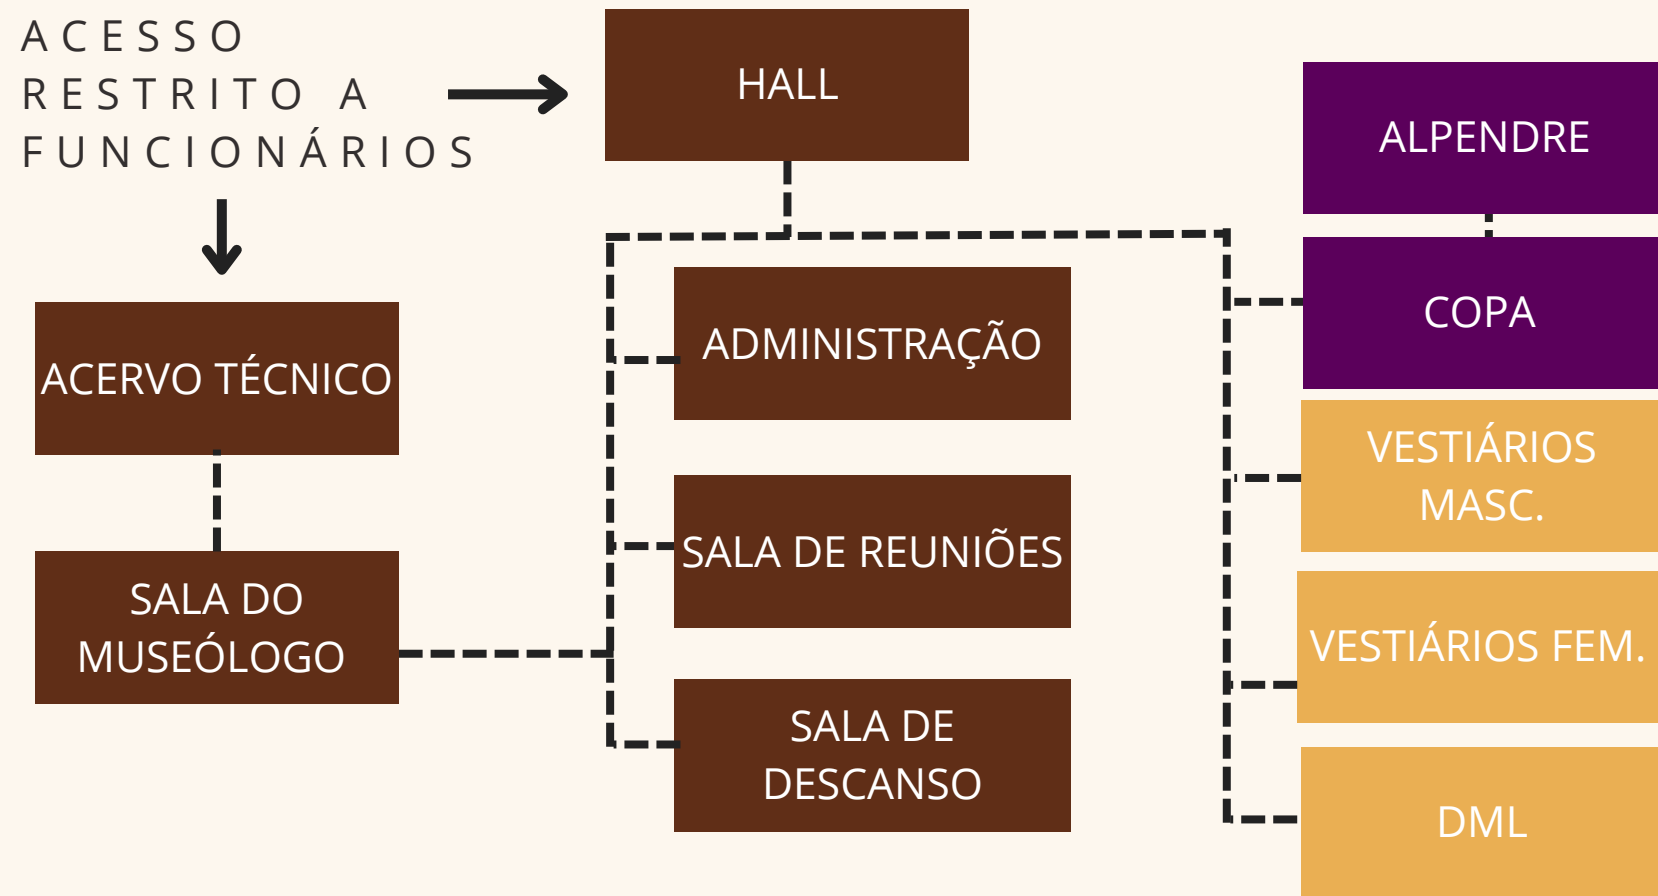 ACESSO
RESTRITO A
FUNCIONÁRIOS
HALL
ALPENDRE
COPA
ADMINISTRAÇÃO
ACERVO TÉCNICO
VESTIÁRIOS
MASC.
SALA DE REUNIÕES
SALA DO
MUSEÓLOGO
VESTIÁRIOS FEM.
SALA DE
DESCANSO
DML